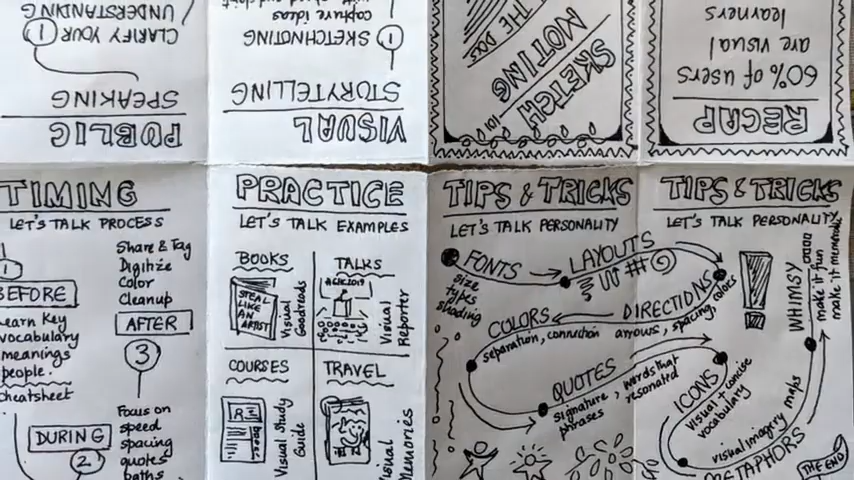 PUBLIC
SPEAKING
1 CLARIFY YOUR
UNDERSTANDING
VISUAL
STORYTELLING
1 SKETCHNOTING
capture ideas
SKETCH
NOTING
THE DOCS
RECAP
60% of users
are visual
learners
TIMING
LET'S TALK PROCESS
1
BEFORE
Learn Key
vocabulary
meanings
people.
cheatsheet
Share & Tag
Digitize
Color
Cleanup
AFTER
3
DURING
2
Focus on
speed
spacing
quotes
PRACTICE
LET'S TALK EXAMPLES
BOOKS
STEAL
LIKE
AN
ARTIST
Visual
Goodreads
TALKS
Visual
Reporter
COURSES
Visual Study
Guide
TRAVEL
Visual
Memories
TIPS & TRICKS
LET'S TALK PERSONALITY
FONTS
size
types
shading
LAYOUTS
DIRECTIONS
arrows, spacing, colors
COLORS
separation, connection
QUOTES
signature phrases, words that resonated
TIPS & TRICKS
LET'S TALK PERSONALITY
ICONS
visual + concise
vocabulary
METAPHORS
visual imagery maps
WHIMSY
make it fun
make it memorable
THE END